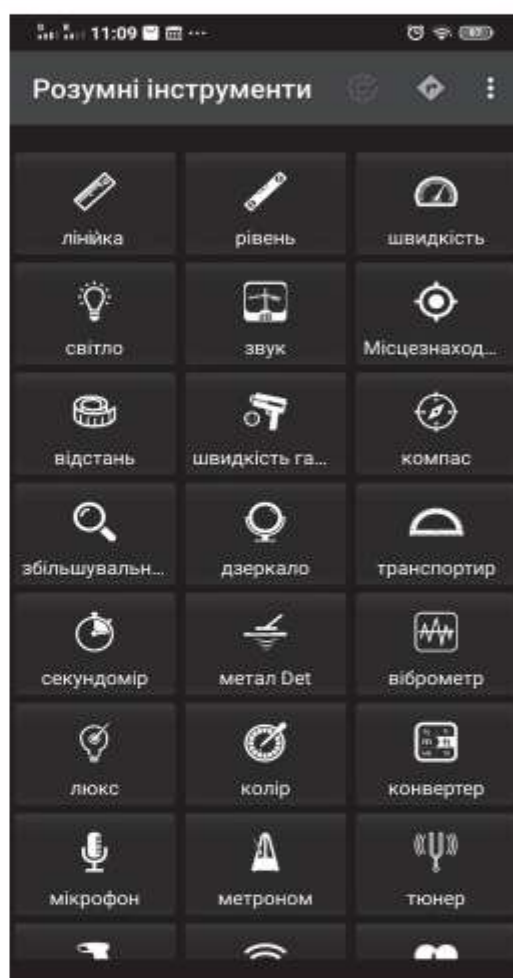 11:09
Розумні інструменти
лінійка рівень швидкість
світло звук Місцезнаход...
відстань швидкість га... компас
збільшувальн... дзеркало транспортир
секундомір метал Det віброметр
люкс колір конвертер
мікрофон метроном тюнер